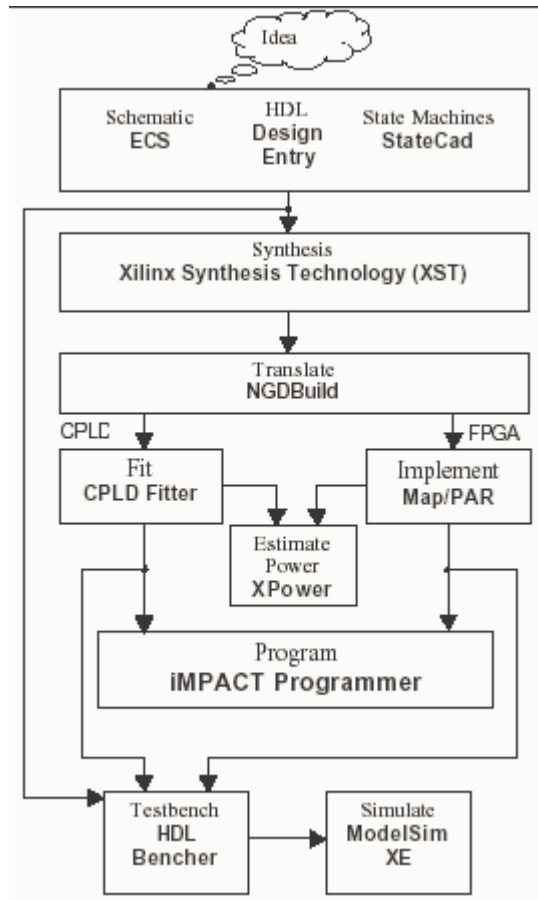 Idea
Schematic
ECS
HDL
Design
Entry
State Machines
StateCad
Synthesis
Xilinx Synthesis Technology (XST)
Translate
NGDBuild
CPLD
FPGA
Fit
CPLD Fitter
Implement
Map/PAR
Estimate
Power
XPower
Program
iMPACT Programmer
Testbench
HDL
Bencher
Simulate
ModelSim
XE